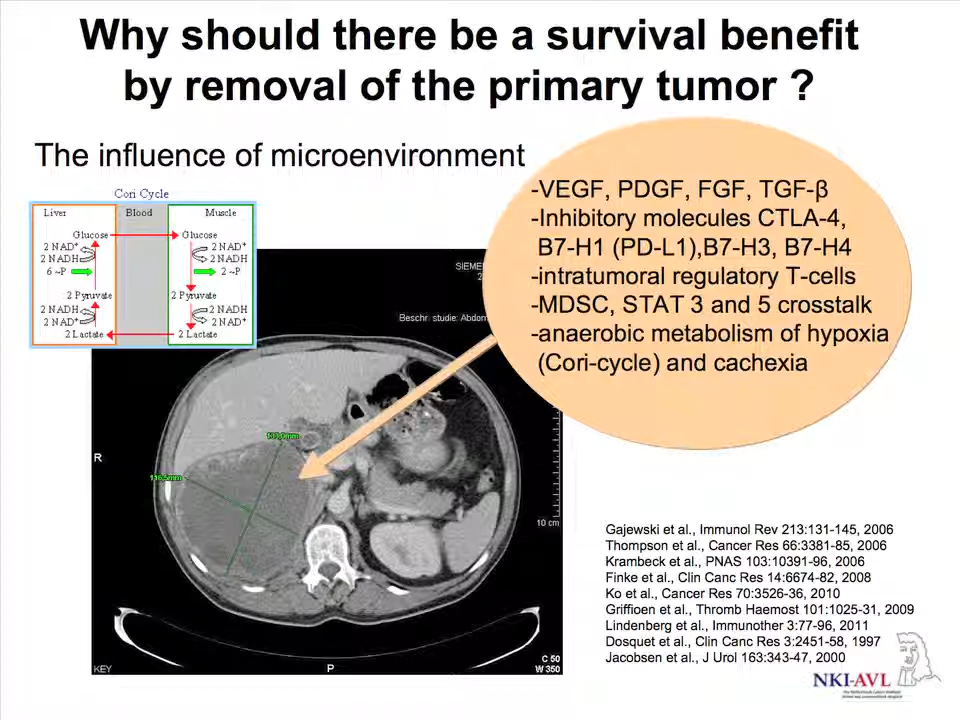 Why should there be a survival benefit
by removal of the primary tumor ?
The influence of microenvironment
Cori Cycle
Liver Blood Muscle
Glucose Glucose
2 NAD⁺ 2 NAD⁺
2 NADH 2 NADH
6 ~P 2 ~P
2 Pyruvate 2 Pyruvate
2 NADH 2 NADH
2 NAD⁺ 2 NAD⁺
2 Lactate 2 Lactate
-VEGF, PDGF, FGF, TGF-β
-Inhibitory molecules CTLA-4,
B7-H1 (PD-L1),B7-H3, B7-H4
-intratumoral regulatory T-cells
-MDSC, STAT 3 and 5 crosstalk
-anaerobic metabolism of hypoxia
(Cori-cycle) and cachexia
SIEME
2
Beschr. studie: Abdom
R
10 cm
KEY
P
C 50
W 350
Gajewski et al., Immunol Rev 213:131-145, 2006
Thompson et al., Cancer Res 66:3381-85, 2006
Krambeck et al., PNAS 103:10391-96, 2006
Finke et al., Clin Canc Res 14:6674-82, 2008
Ko et al., Cancer Res 70:3526-36, 2010
Griffioen et al., Thromb Haemost 101:1025-31, 2009
Lindenberg et al., Immunother 3:77-96, 2011
Dosquet et al., Clin Canc Res 3:2451-58, 1997
Jacobsen et al., J Urol 163:343-47, 2000
NKI-AVL